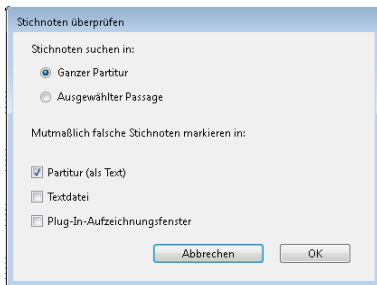 Stichnoten überprüfen
Stichnoten suchen in:
Ganzer Partitur
Ausgewählter Passage
Mutmaßlich falsche Stichnoten markieren in:
Partitur (als Text)
Textdatei
Plug-In-Aufzeichnungsfenster
Abbrechen OK